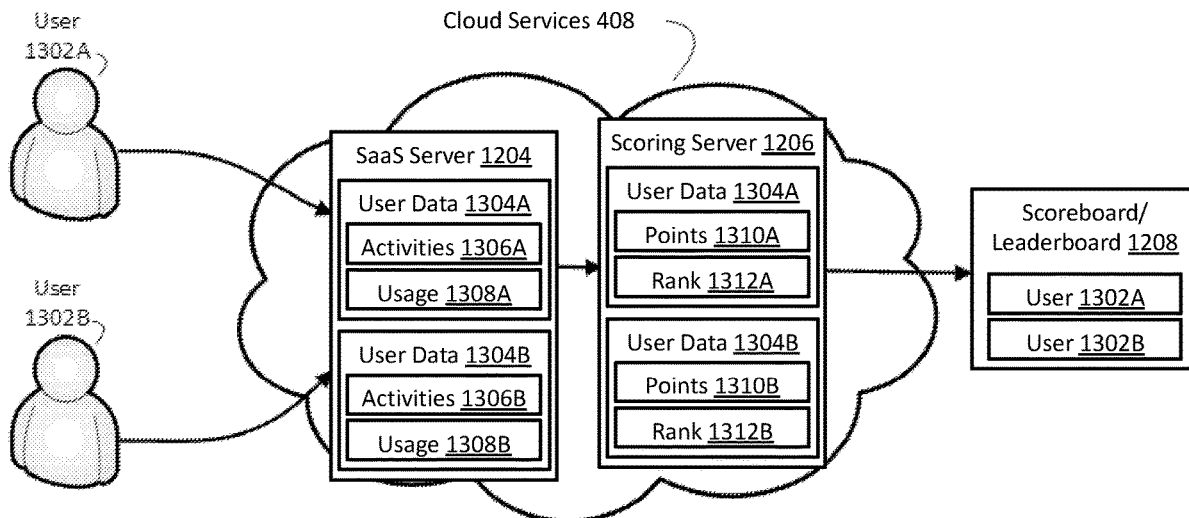 User
1302A
Cloud Services 408
SaaS Server 1204
User Data 1304A
Activities 1306A
Usage 1308A
User Data 1304B
Activities 1306B
Usage 1308B
Scoring Server 1206
User Data 1304A
Points 1310A
Rank 1312A
User Data 1304B
Points 1310B
Rank 1312B
Scoreboard/
Leaderboard 1208
User 1302A
User 1302B
User
1302B